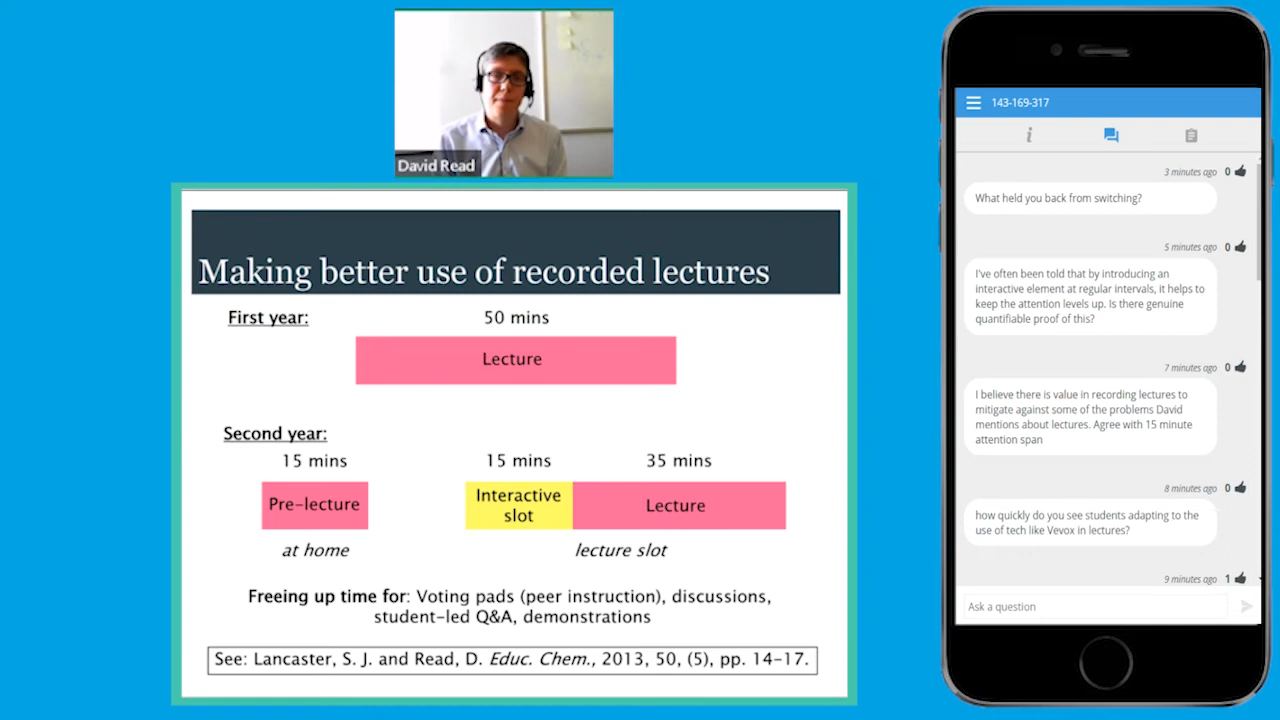 David Read
Making better use of recorded lectures
First year:
50 mins
Lecture
Second year:
15 mins
15 mins
35 mins
Pre-lecture
Interactive
slot
Lecture
at home
lecture slot
Freeing up time for: Voting pads (peer instruction), discussions,
student-led Q&A, demonstrations
See: Lancaster, S. J. and Read, D. Educ. Chem., 2013, 50, (5), pp. 14-17.
143-169-317
3 minutes ago 0
What held you back from switching?
5 minutes ago 0
I've often been told that by introducing an
interactive element at regular intervals, it helps to
keep the attention levels up. Is there genuine
quantifiable proof of this?
7 minutes ago 0
I believe there is value in recording lectures to
mitigate against some of the problems David
mentions about lectures. Agree with 15 minute
attention span
8 minutes ago 0
how quickly do you see students adapting to the
use of tech like Vevox in lectures?
9 minutes ago 1
Ask a question